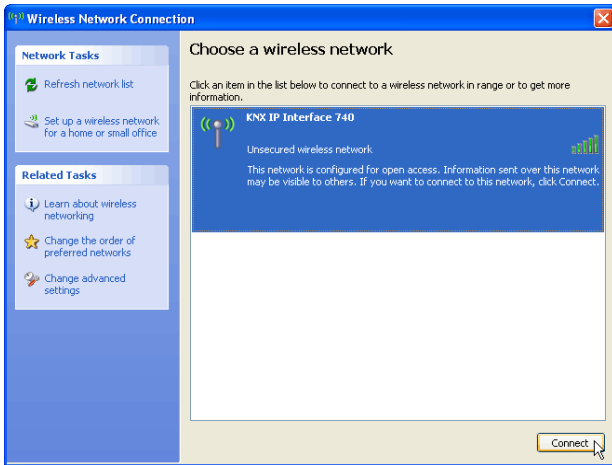 Wireless Network Connection
Network Tasks
Refresh network list
Set up a wireless network
for a home or small office
Related Tasks
Learn about wireless
networking
Change the order of
preferred networks
Change advanced
settings
Choose a wireless network
Click an item in the list below to connect to a wireless network in range or to get more
information.
KNX IP Interface 740
Unsecured wireless network
This network is configured for open access. Information sent over this network
may be visible to others. If you want to connect to this network, click Connect.
Connect